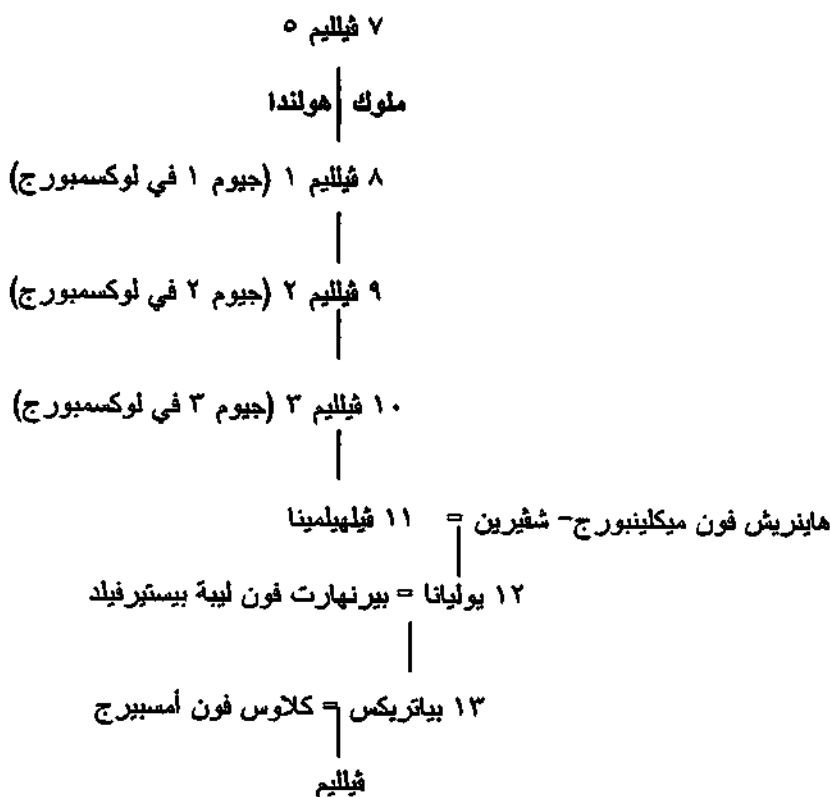 ٧ ڤيلليم ٥
ملوك هولندا
٨ ڤيلليم ١ (جيوم ١ في لوكسمبورج)
٩ ڤيلليم ٢ (جيوم ٢ في لوكسمبورج)
١٠ ڤيلليم ٣ (جيوم ٣ في لوكسمبورج)
١١ ڤيلهيلمينا = هاينريش فون ميكلينبورج- شڤيرين
١٢ يوليانا = بيرنهارت فون ليبة بيستيرفيلد
١٣ بياتريكس = كلاوس فون أمسبيرج
ڤيلليم